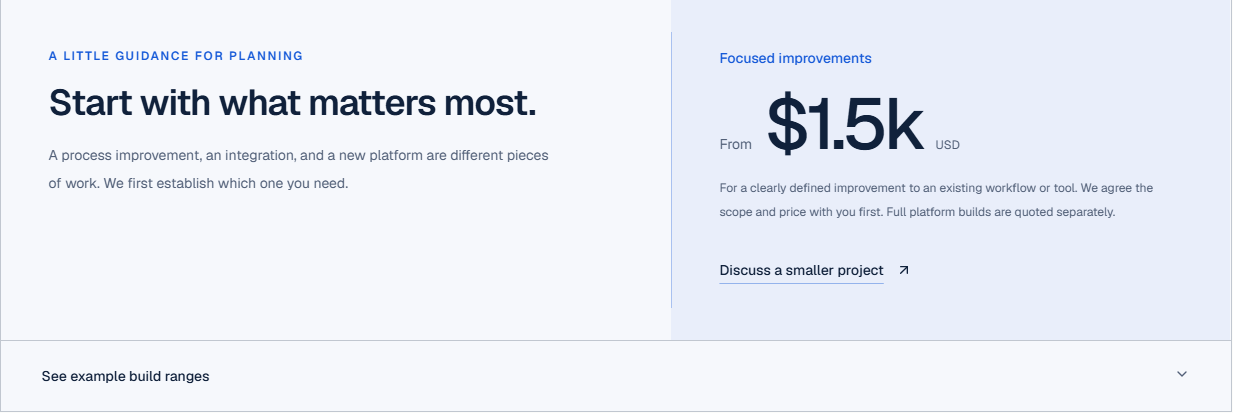 A LITTLE GUIDANCE FOR PLANNING
Start with what matters most.
A process improvement, an integration, and a new platform are different pieces
of work. We first establish which one you need.
Focused improvements
From $1.5k USD
For a clearly defined improvement to an existing workflow or tool. We agree the
scope and price with you first. Full platform builds are quoted separately.
Discuss a smaller project
See example build ranges